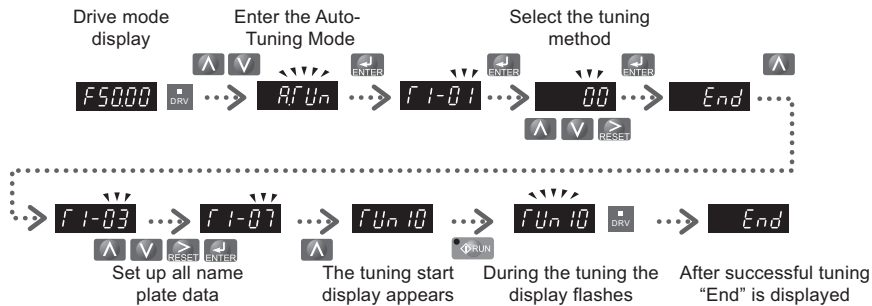 Drive mode
display
Enter the Auto-
Tuning Mode
Select the tuning
method
ENTER
ENTER
ENTER
F50.00
DRV
A.TUn
T1-01
00
End
RESET
T1-03
T1-07
TUn10
TUn10
DRV
End
RESET
ENTER
RUN
Set up all name
plate data
The tuning start
display appears
During the tuning the
display flashes
After successful tuning
“End” is displayed